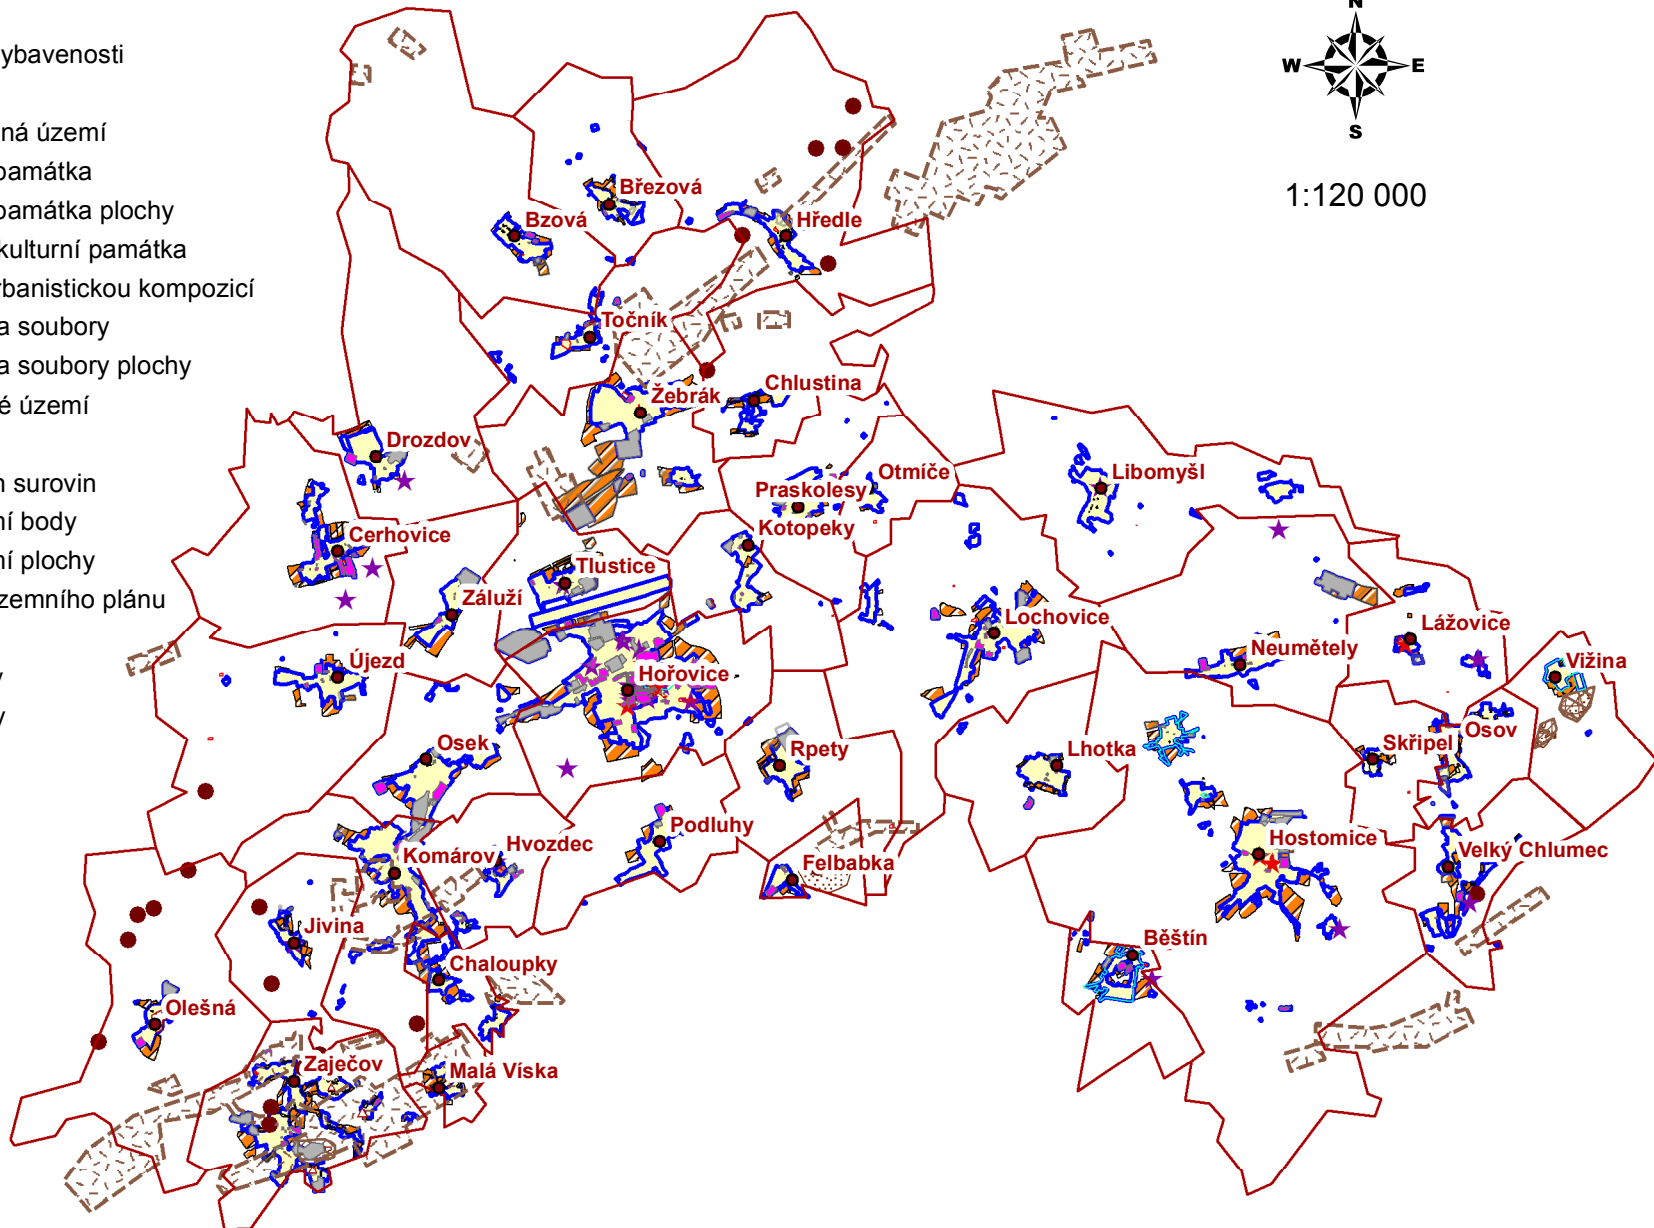 ybavenosti
ná území
památka
památka plochy
kulturní památka
rbanistickou kompozicí
a soubory
a soubory plochy
é území
h surovin
ní body
ní plochy
zemního plánu
y
y
N
W
E
S
1:120 000
Březová
Bzová
Hředle
Točník
Žebrák
Chlustina
Drozdov
Otmíče
Libomyšl
Praskolesy
Kotopeky
Cerhovice
Tlustice
Záluží
Lochovice
Lážovice
Neumětely
Vižina
Újezd
Hořovice
Osov
Osek
Rpety
Lhotka
Skřipel
Podluhy
Hvozdec
Komárov
Felbabka
Hostomice
Velký Chlumec
Jivina
Běštín
Chaloupky
Olešná
Zaječov
Malá Víska